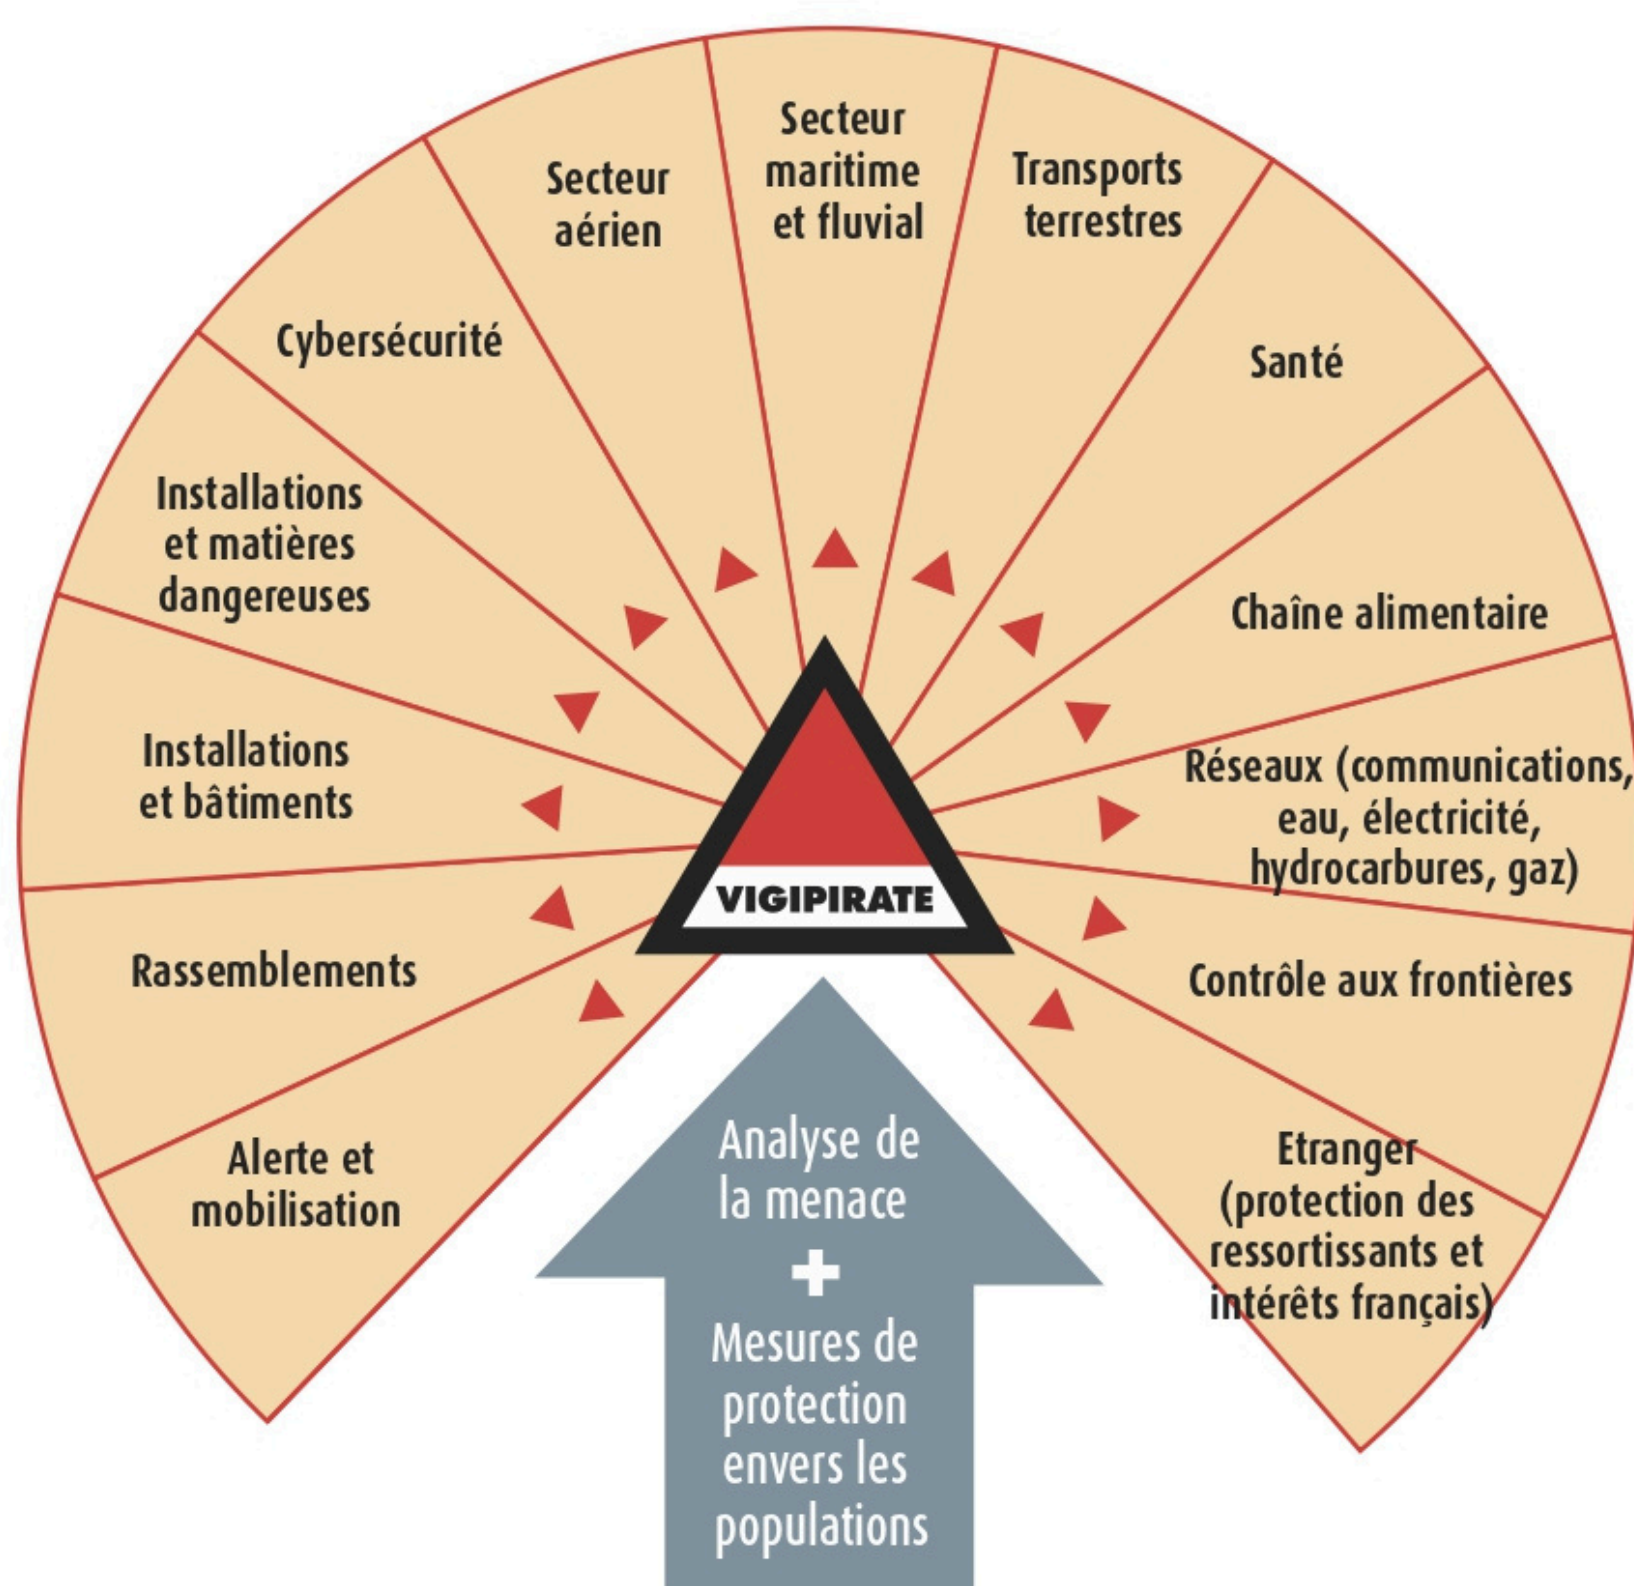 Alerte et
mobilisation
Rassemblements
Installations
et bâtiments
Installations
et matières
dangereuses
Cybersécurité
Secteur
aérien
Secteur
maritime
et fluvial
Transports
terrestres
Santé
Chaîne alimentaire
Réseaux (communications,
eau, électricité,
hydrocarbures, gaz)
Contrôle aux frontières
Etranger
(protection des
ressortissants et
intérêts français)
VIGIPIRATE
Analyse de
la menace
+
Mesures de
protection
envers les
populations